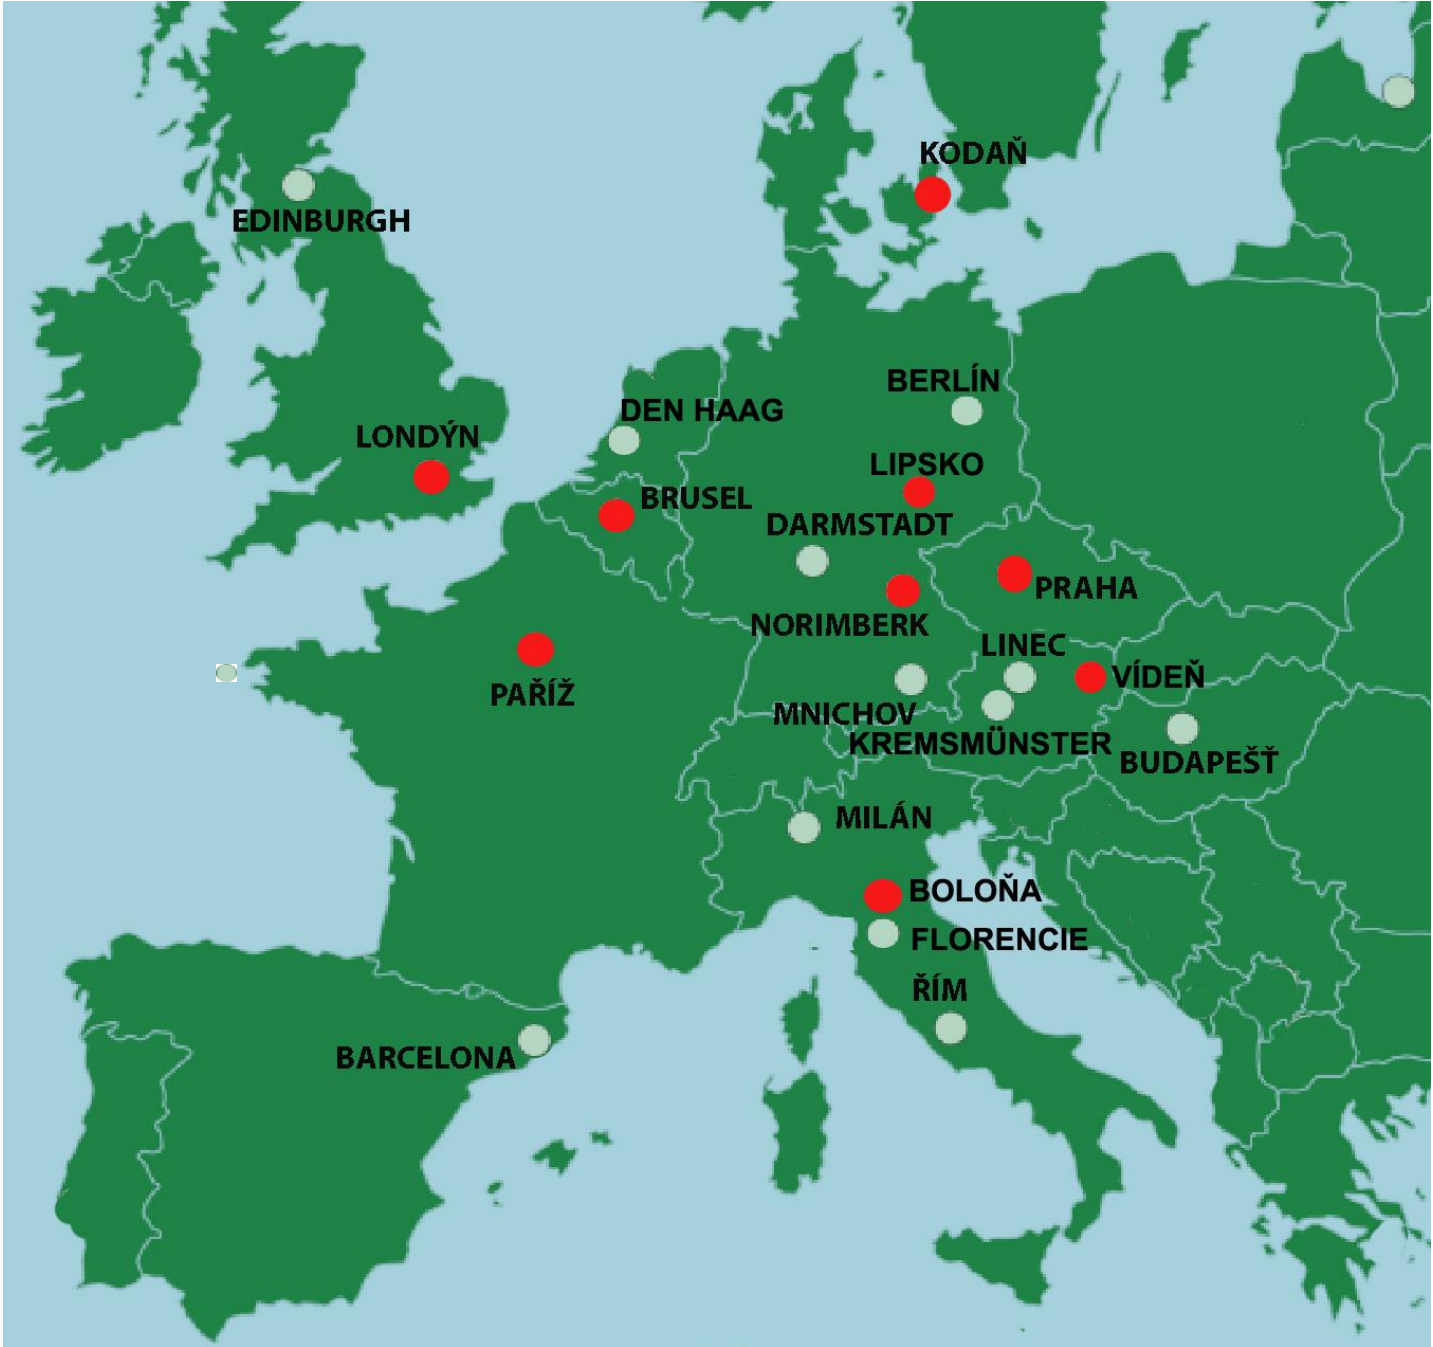 KODAŇ
EDINBURGH
BERLÍN
DEN HAAG
LONDÝN
LIPSKO
BRUSEL
DARMSTADT
PRAHA
NORIMBERK
LINEC
VÍDEŇ
PAŘÍŽ
MNICHOV
KREMSMÜNSTER
BUDAPEŠŤ
MILÁN
BOLOŇA
FLORENCIE
ŘÍM
BARCELONA